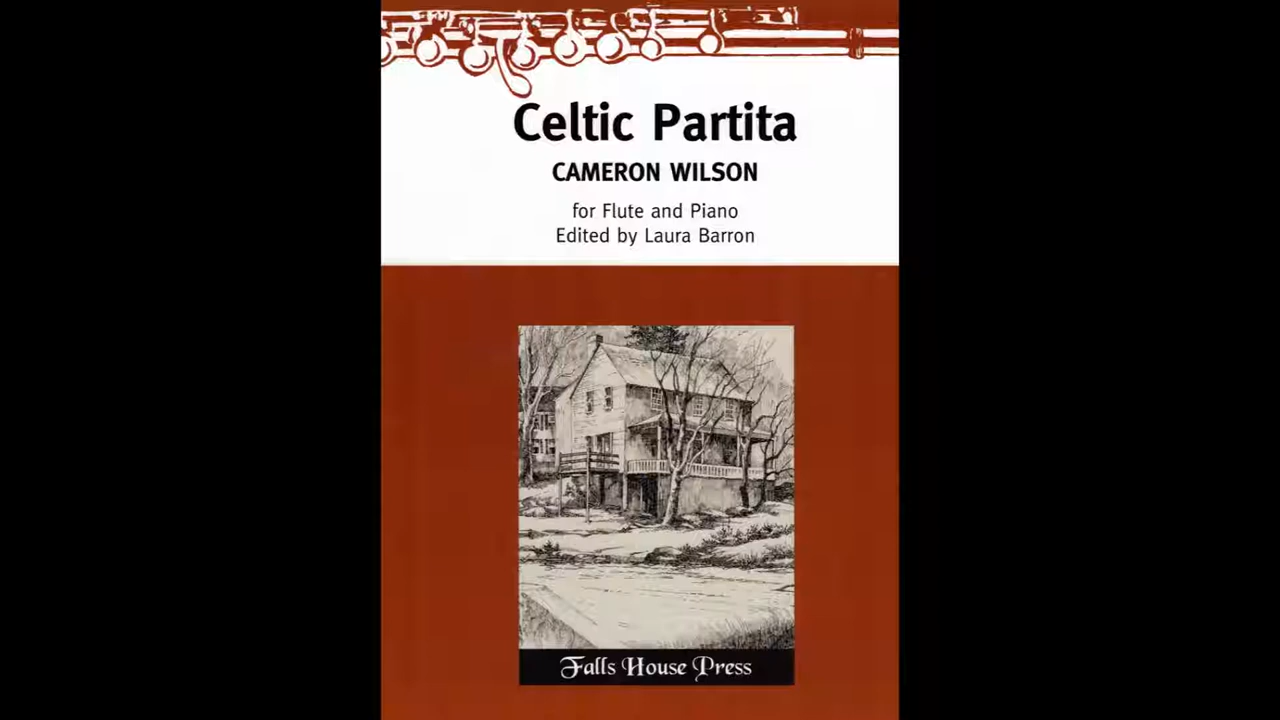 Celtic Partita
CAMERON WILSON
for Flute and Piano
Edited by Laura Barron
Falls House Press